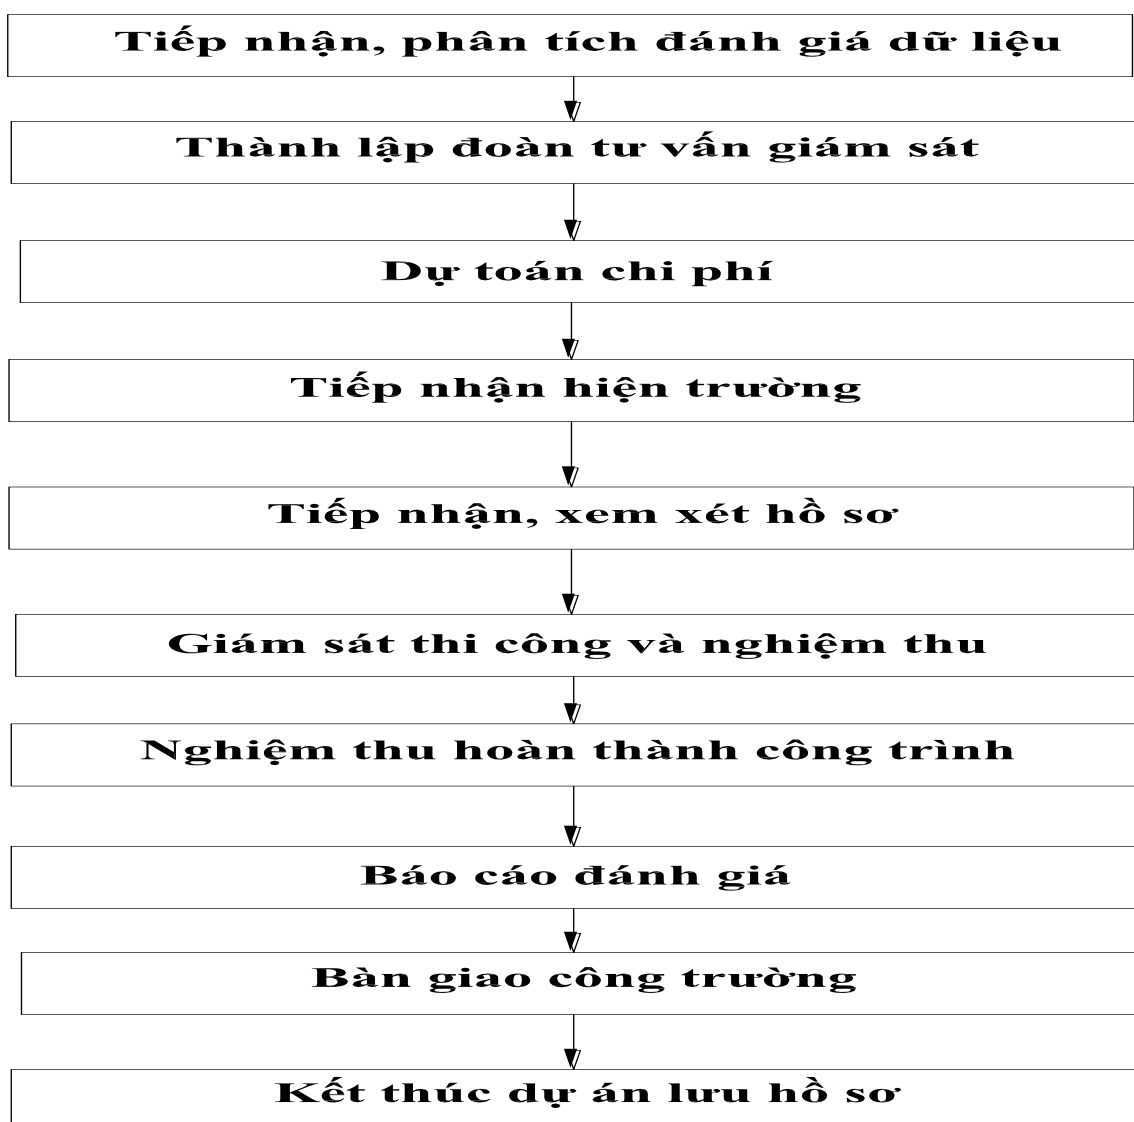 Tiếp nhận, phân tích đánh giá dữ liệu
Thành lập đoàn tư vấn giám sát
Dự toán chi phí
Tiếp nhận hiện trường
Tiếp nhận, xem xét hồ sơ
Giám sát thi công và nghiệm thu
Nghiệm thu hoàn thành công trình
Báo cáo đánh giá
Bàn giao công trường
Kết thúc dự án lưu hồ sơ